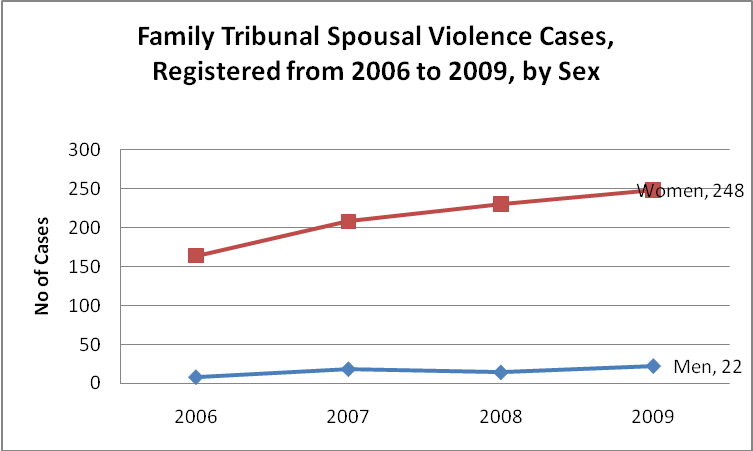 Family Tribunal Spousal Violence Cases,
Registered from 2006 to 2009, by Sex
No of Cases
300
250
200
150
100
50
0
Women, 248
Men, 22
2006 2007 2008 2009